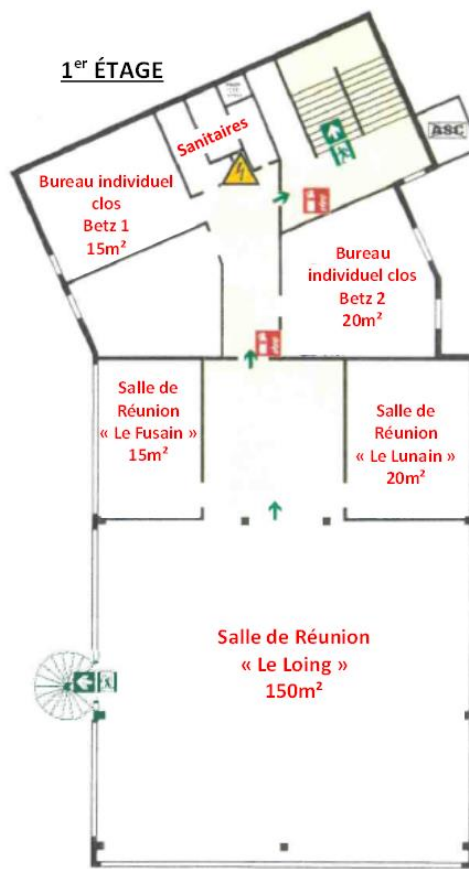 1er ÉTAGE
Sanitaires
ASC
Bureau individuel
clos
Betz 1
15m²
Bureau
individuel clos
Betz 2
20m²
Salle de
Réunion
« Le Fusain »
15m²
Salle de
Réunion
« Le Lunain »
20m²
Salle de Réunion
« Le Loing »
150m²